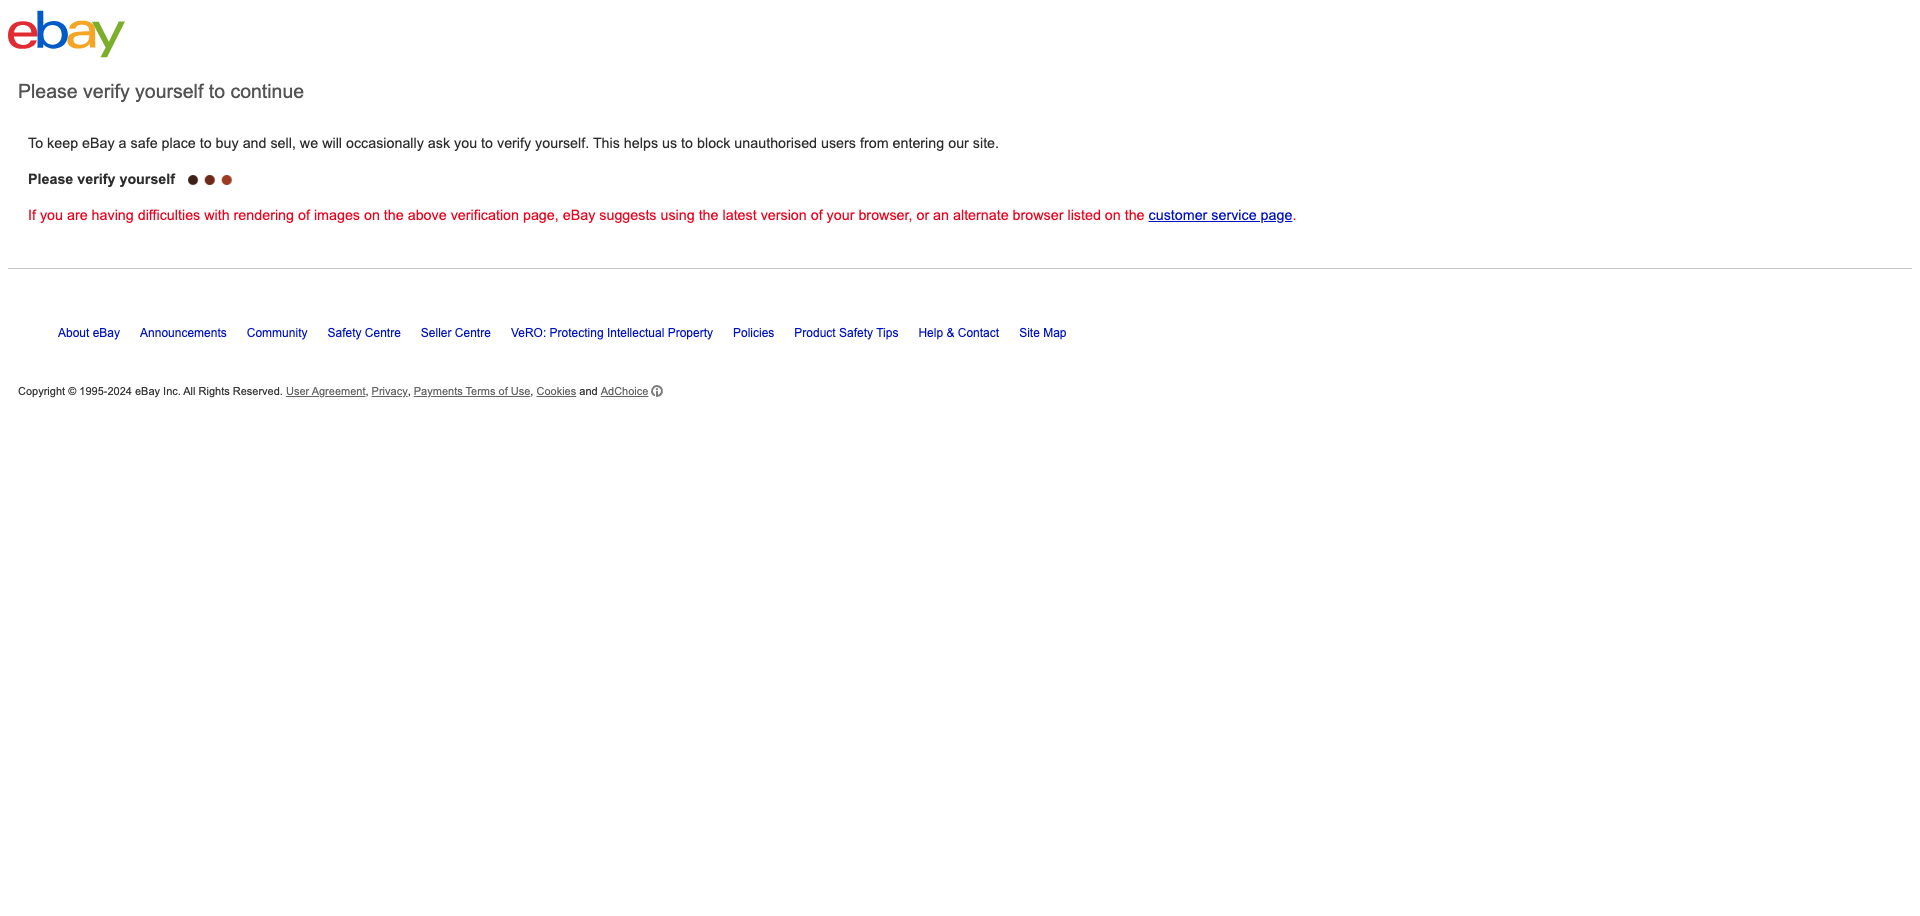 ebay
Please verify yourself to continue
To keep eBay a safe place to buy and sell, we will occasionally ask you to verify yourself. This helps us to block unauthorised users from entering our site.
Please verify yourself
If you are having difficulties with rendering of images on the above verification page, eBay suggests using the latest version of your browser, or an alternate browser listed on the customer service page.
About eBay Announcements Community Safety Centre Seller Centre VeRO: Protecting Intellectual Property Policies Product Safety Tips Help & Contact Site Map
Copyright © 1995-2024 eBay Inc. All Rights Reserved. User Agreement, Privacy, Payments Terms of Use, Cookies and AdChoice